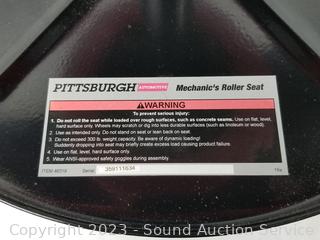 PITTSBURGH AUTOMOTIVE Mechanic's Roller Seat
⚠WARNING
To prevent serious injury:
1. Do not roll the seat while loaded over rough surfaces, such as concrete seams. Use on flat, level,
hard surface only. Wheels may scratch or dig into less durable surfaces (such as linoleum or wood).
2. Use as intended only. Do not stand on seat or lean back on seat.
3. Do not exceed 300 lb. weight capacity. Be aware of dynamic loading!
Suddenly dropping into seat may briefly create excess load causing product failure.
4. Use on flat, level, hard surface only.
5. Wear ANSI-approved safety goggles during assembly.
ITEM 46319 Serial: 359111634 16a
Copyright 2023 - Sound Auction Service